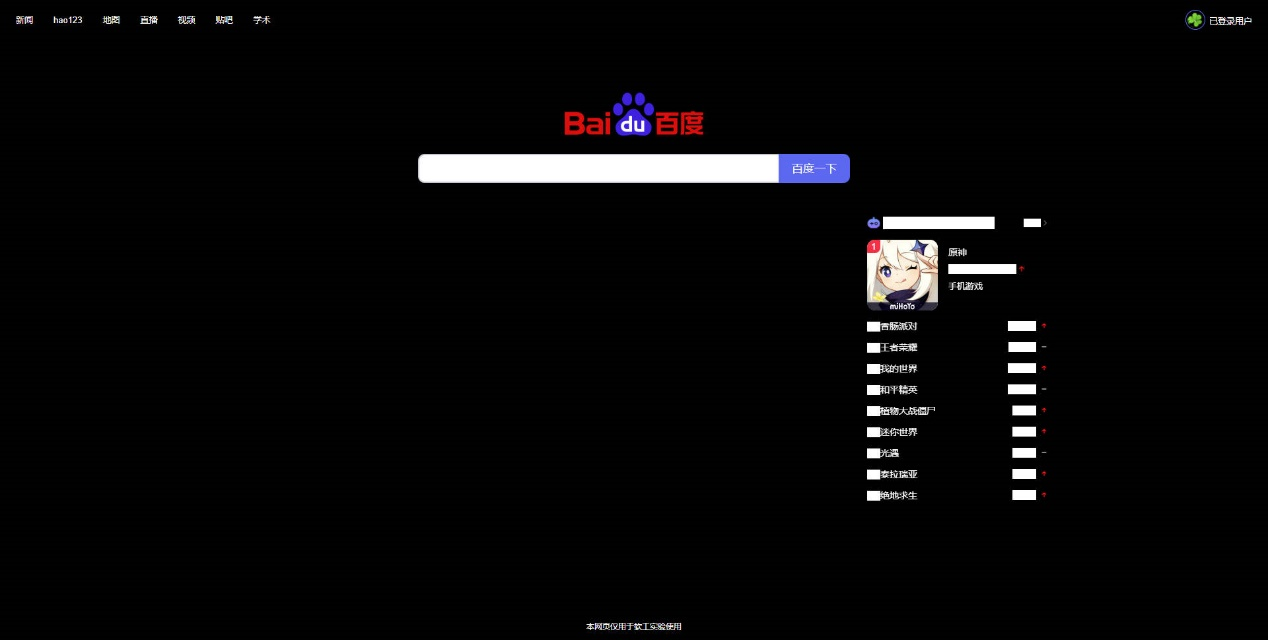 新闻 hao123 地图 直播 视频 贴吧 学术
已登录用户
Bai du 百度
百度一下
1
原神
手机游戏
miHoYo
香肠派对
王者荣耀
我的世界
和平精英
植物大战僵尸
迷你世界
光遇
泰拉瑞亚
绝地求生
本网页仅用于软工实验使用